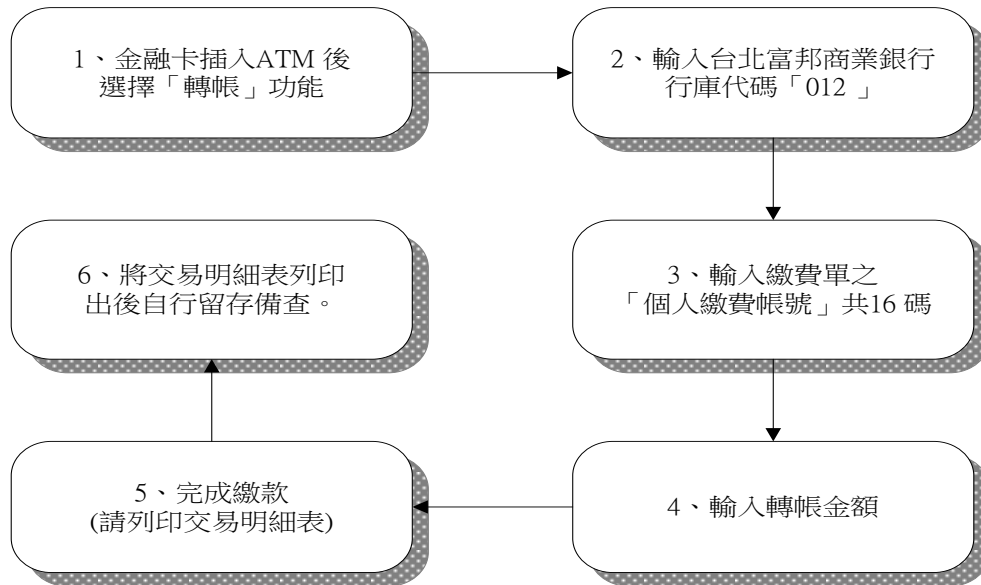 1、金融卡插入ATM 後
選擇「轉帳」功能
2、輸入台北富邦商業銀行
行庫代碼「012 」
3、輸入繳費單之
「個人繳費帳號」共16 碼
4、輸入轉帳金額
5、完成繳款
(請列印交易明細表)
6、將交易明細表列印
出後自行留存備查。